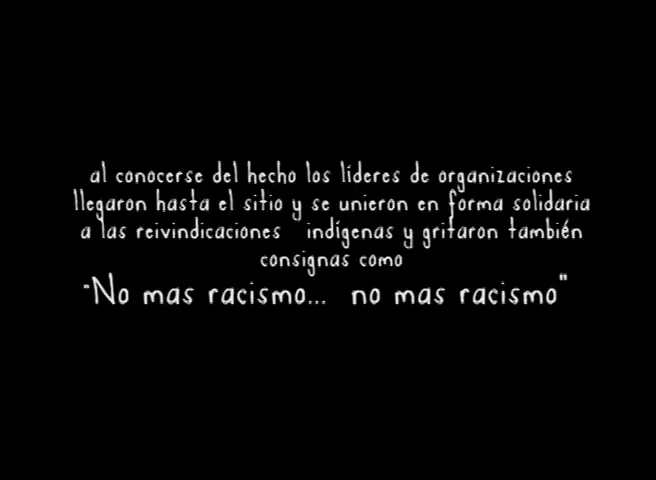 al conocerse del hecho los líderes de organizaciones
llegaron hasta el sitio y se unieron en forma solidaria
a las reivindicaciones indígenas y gritaron también
consignas como
"No mas racismo... no mas racismo"